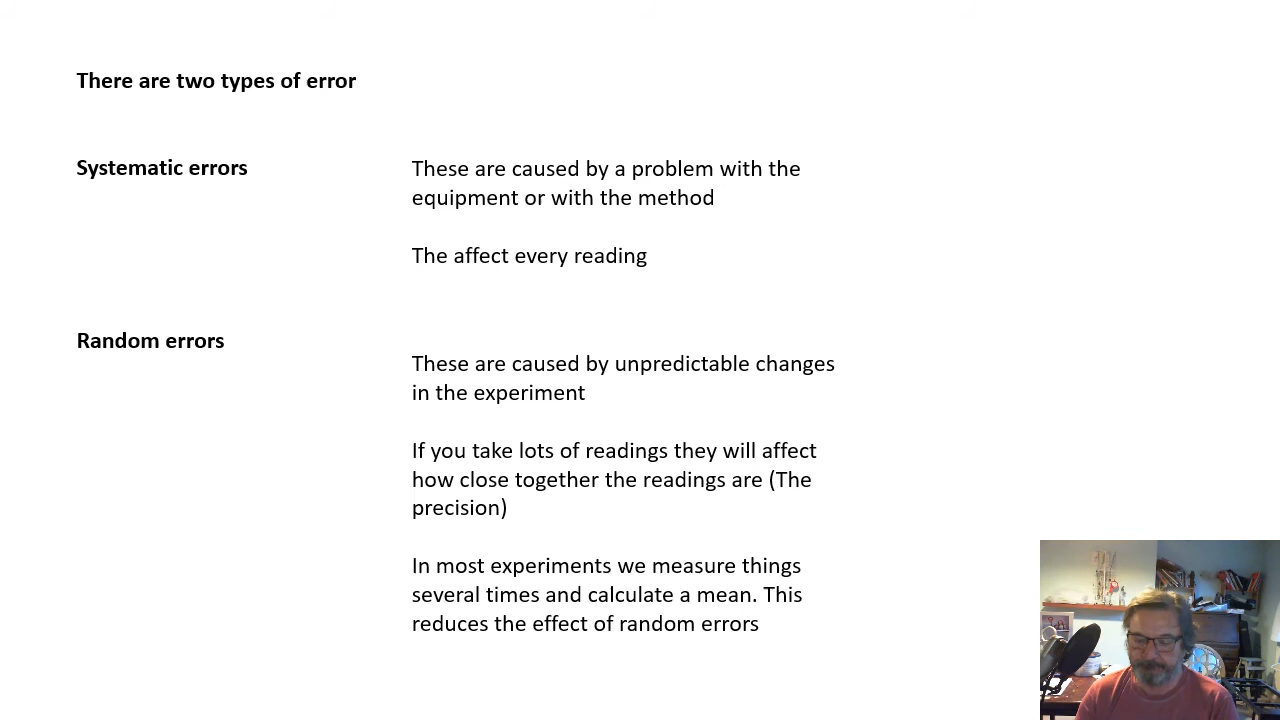 There are two types of error
Systematic errors
These are caused by a problem with the
equipment or with the method
The affect every reading
Random errors
These are caused by unpredictable changes
in the experiment
If you take lots of readings they will affect
how close together the readings are (The
precision)
In most experiments we measure things
several times and calculate a mean. This
reduces the effect of random errors